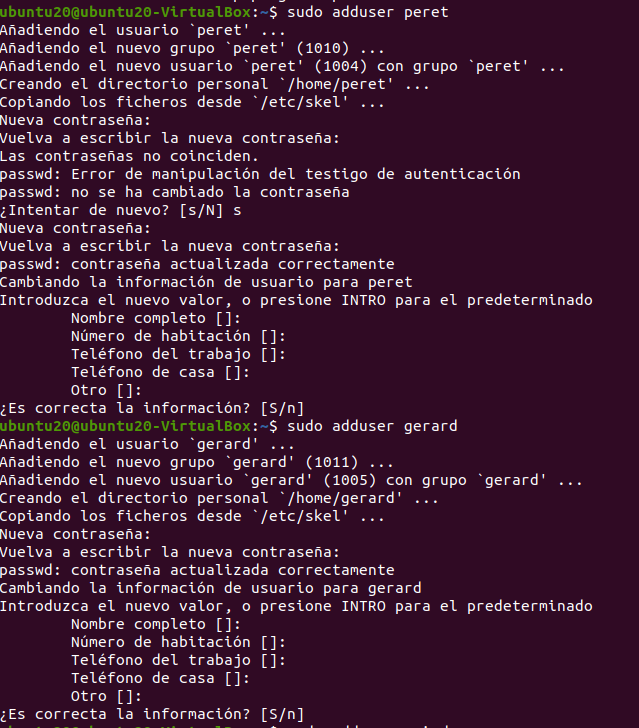 ubuntu20@ubuntu20-VirtualBox:~$ sudo adduser peret
Añadiendo el usuario `peret' ...
Añadiendo el nuevo grupo `peret' (1010) ...
Añadiendo el nuevo usuario `peret' (1004) con grupo `peret' ...
Creando el directorio personal `/home/peret' ...
Copiando los ficheros desde `/etc/skel' ...
Nueva contraseña:
Vuelva a escribir la nueva contraseña:
Las contraseñas no coinciden.
passwd: Error de manipulación del testigo de autenticación
passwd: no se ha cambiado la contraseña
¿Intentar de nuevo? [s/N] s
Nueva contraseña:
Vuelva a escribir la nueva contraseña:
passwd: contraseña actualizada correctamente
Cambiando la información de usuario para peret
Introduzca el nuevo valor, o presione INTRO para el predeterminado
Nombre completo []:
Número de habitación []:
Teléfono del trabajo []:
Teléfono de casa []:
Otro []:
¿Es correcta la información? [S/n]
ubuntu20@ubuntu20-VirtualBox:~$ sudo adduser gerard
Añadiendo el usuario `gerard' ...
Añadiendo el nuevo grupo `gerard' (1011) ...
Añadiendo el nuevo usuario `gerard' (1005) con grupo `gerard' ...
Creando el directorio personal `/home/gerard' ...
Copiando los ficheros desde `/etc/skel' ...
Nueva contraseña:
Vuelva a escribir la nueva contraseña:
passwd: contraseña actualizada correctamente
Cambiando la información de usuario para gerard
Introduzca el nuevo valor, o presione INTRO para el predeterminado
Nombre completo []:
Número de habitación []:
Teléfono del trabajo []:
Teléfono de casa []:
Otro []:
¿Es correcta la información? [S/n]